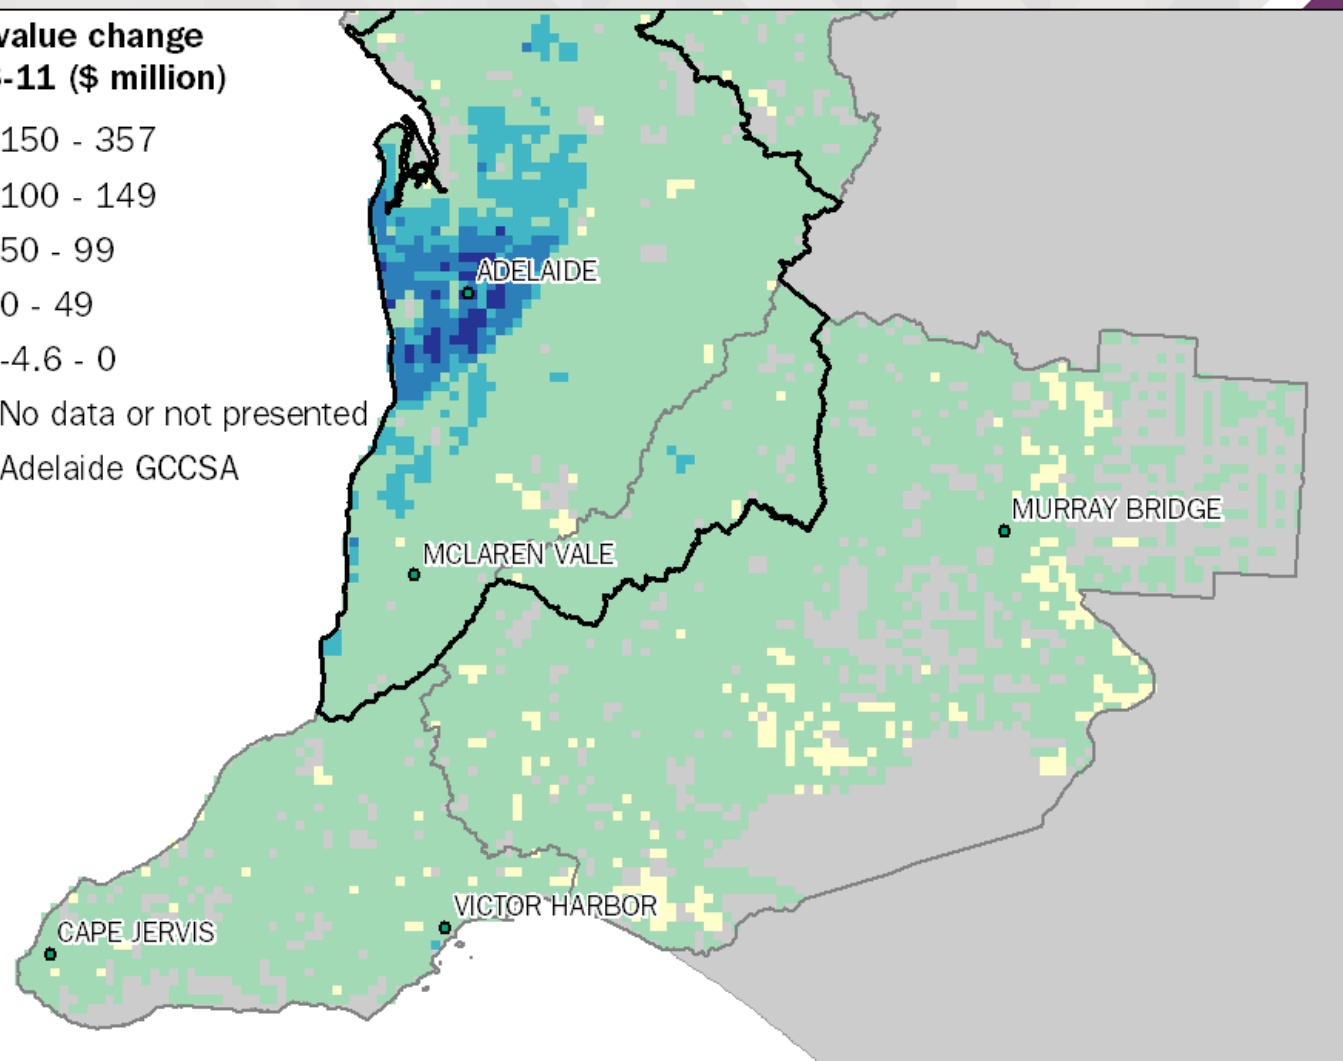 value change
-11 ($ million)
150 - 357
100 - 149
50 - 99
0 - 49
-4.6 - 0
No data or not presented
Adelaide GCCSA
ADELAIDE
MURRAY BRIDGE
MCLAREN VALE
VICTOR HARBOR
CAPE JERVIS